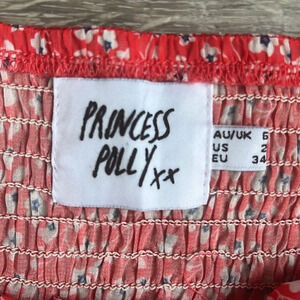 PRINCESS
POLLY xx
AU/UK 6
US 2
EU 34